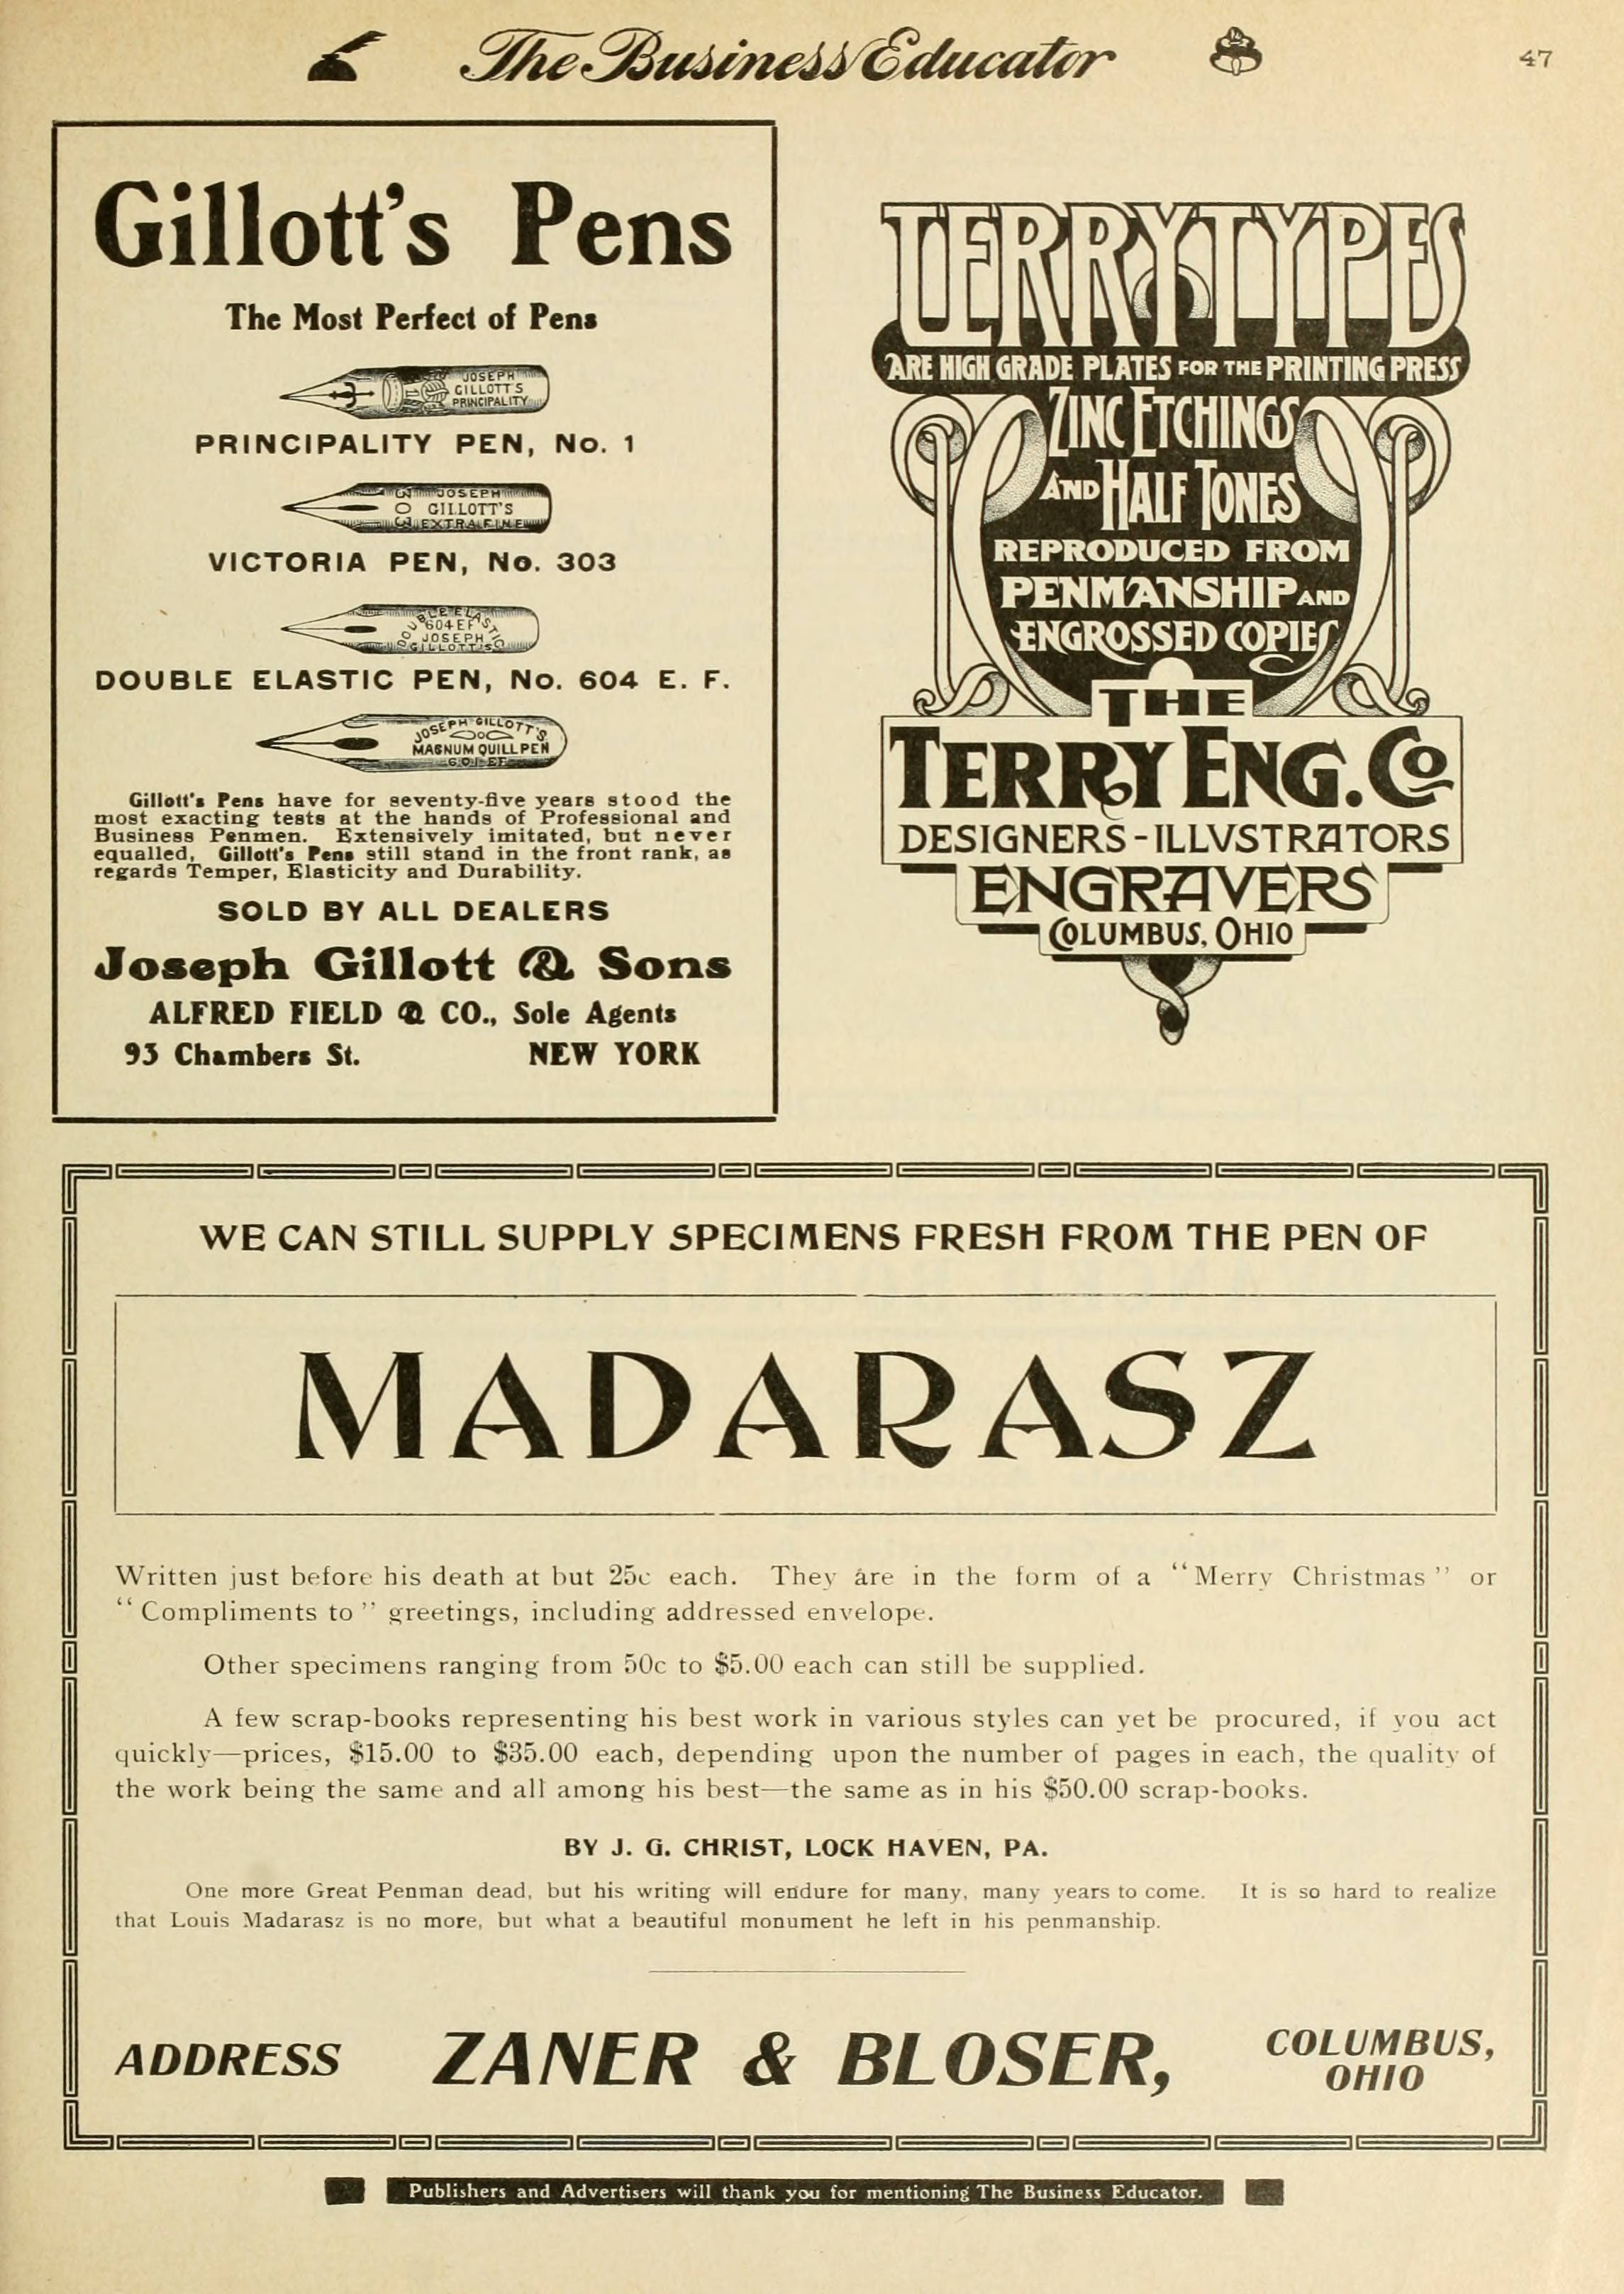 The Business Educator
47
Gillott's Pens
The Most Perfect of Pens
JOSEPH
GILLOTT'S
PRINCIPALITY
PRINCIPALITY PEN, No. 1
303
JOSEPH
GILLOTT'S
EXTRA FINE
VICTORIA PEN, No. 303
DOUBLE ELASTIC
604 EF
JOSEPH
GILLOTT'S
DOUBLE ELASTIC PEN, No. 604 E. F.
JOSEPH GILLOTT'S
MAGNUM QUILL PEN
601 EF
Gillott's Pens have for seventy-five years stood the
most exacting tests at the hands of Professional and
Business Penmen. Extensively imitated, but never
equalled, Gillott's Pens still stand in the front rank, as
regards Temper, Elasticity and Durability.
SOLD BY ALL DEALERS
Joseph Gillott & Sons
ALFRED FIELD & CO., Sole Agents
93 Chambers St. NEW YORK
TERRYTYPES
ARE HIGH GRADE PLATES FOR THE PRINTING PRESS
ZINC ETCHINGS
AND HALF TONES
REPRODUCED FROM
PENMANSHIP AND
ENGROSSED COPIES
THE
TERRY ENG. CO
DESIGNERS - ILLVSTRATORS
ENGRAVERS
COLUMBUS, OHIO
WE CAN STILL SUPPLY SPECIMENS FRESH FROM THE PEN OF
MADARASZ
Written just before his death at but 25c each. They are in the form of a "Merry Christmas" or
"Compliments to" greetings, including addressed envelope.
Other specimens ranging from 50c to $5.00 each can still be supplied.
A few scrap-books representing his best work in various styles can yet be procured, if you act
quickly—prices, $15.00 to $35.00 each, depending upon the number of pages in each, the quality of
the work being the same and all among his best—the same as in his $50.00 scrap-books.
BY J. G. CHRIST, LOCK HAVEN, PA.
One more Great Penman dead, but his writing will endure for many, many years to come. It is so hard to realize
that Louis Madarasz is no more, but what a beautiful monument he left in his penmanship.
ADDRESS ZANER & BLOSER, COLUMBUS,
OHIO
Publishers and Advertisers will thank you for mentioning The Business Educator.